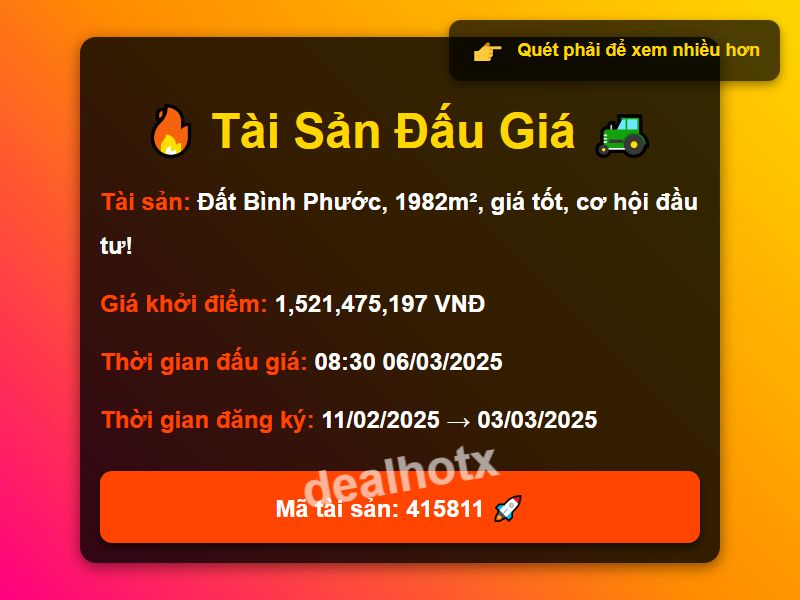 👉 Quét phải để xem nhiều hơn
🔥 Tài Sản Đấu Giá 🚜
Tài sản: Đất Bình Phước, 1982m², giá tốt, cơ hội đầu
tư!
Giá khởi điểm: 1,521,475,197 VNĐ
Thời gian đấu giá: 08:30 06/03/2025
Thời gian đăng ký: 11/02/2025 → 03/03/2025
dealhotx
Mã tài sản: 415811 🚀